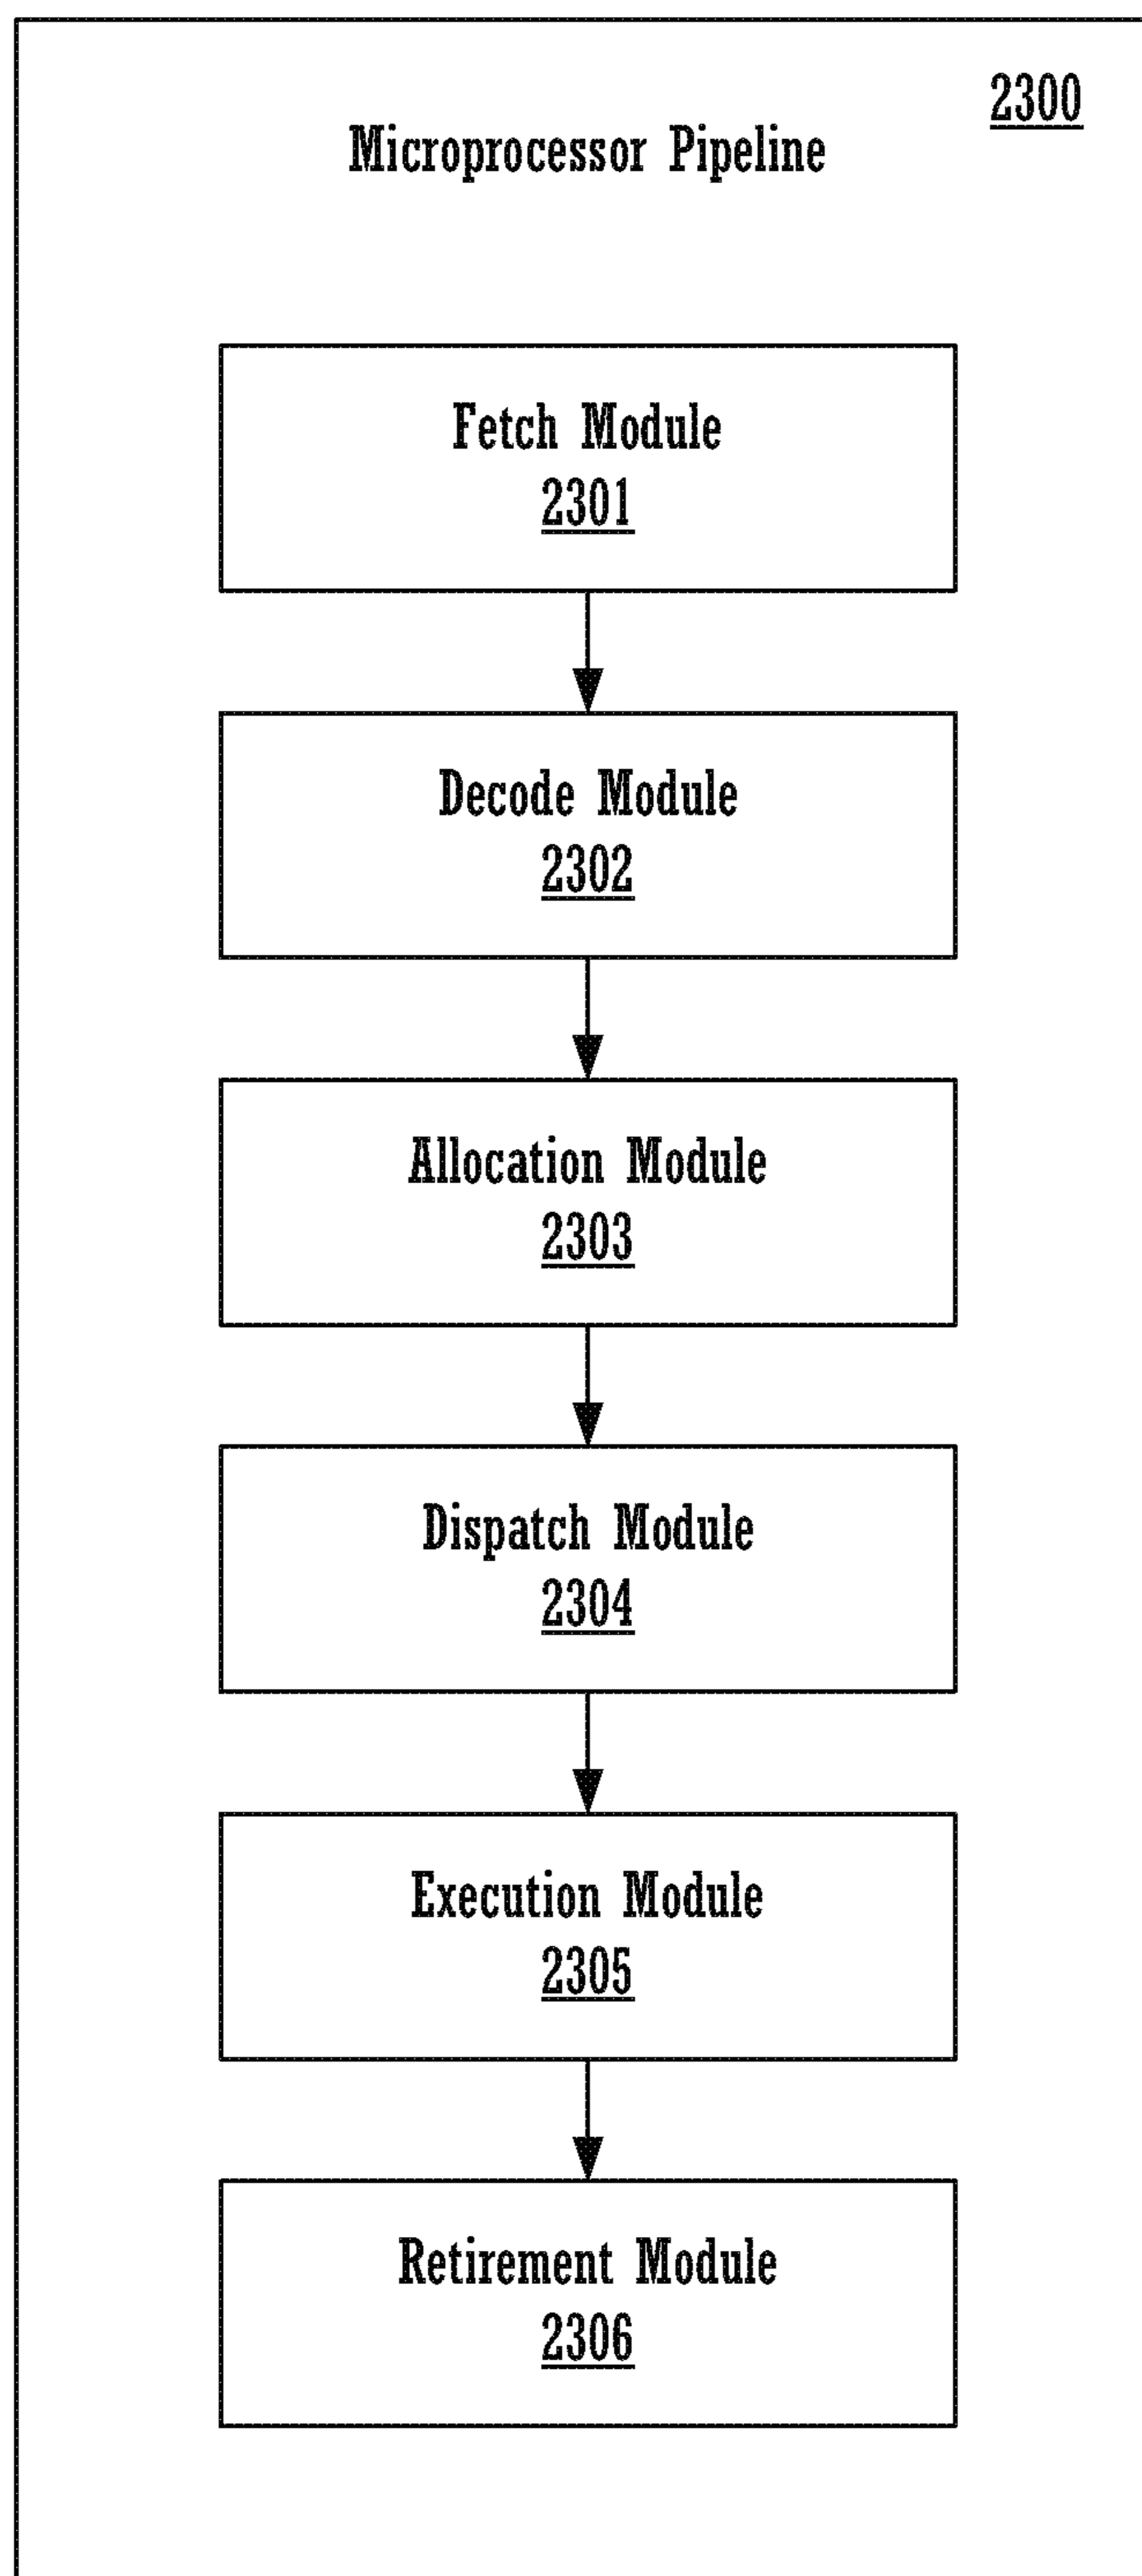 2300
Microprocessor Pipeline
Fetch Module
2301
Decode Module
2302
Allocation Module
2303
Dispatch Module
2304
Execution Module
2305
Retirement Module
2306